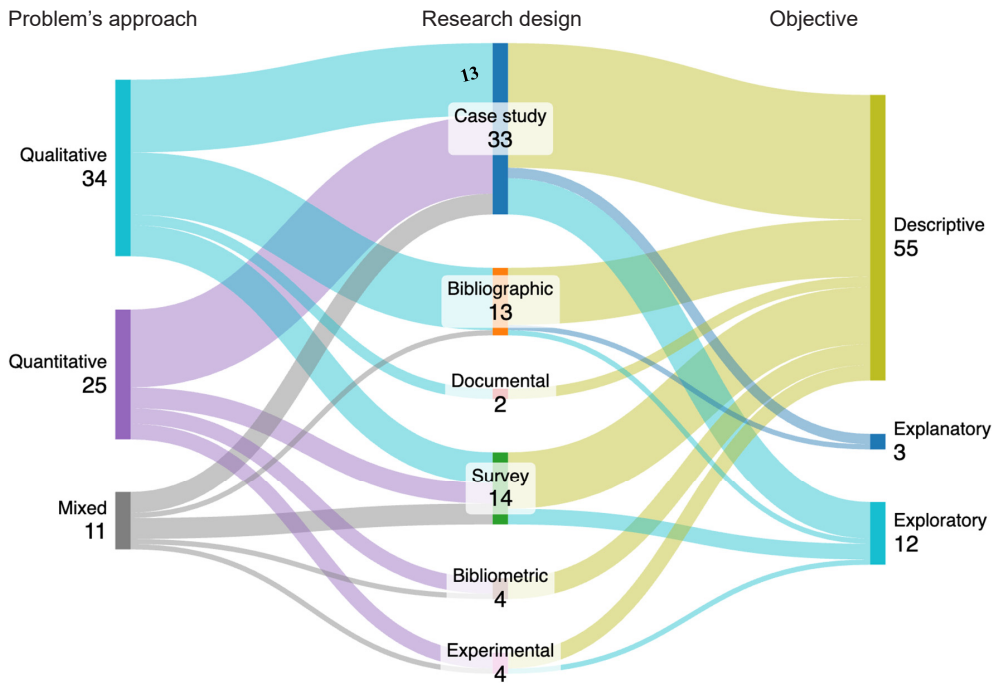 Problem's approach
Research design
Objective
13
Case study
33
Qualitative
34
Descriptive
55
Bibliographic
13
Quantitative
25
Documental
2
Explanatory
3
Survey
14
Mixed
11
Exploratory
12
Bibliometric
4
Experimental
4